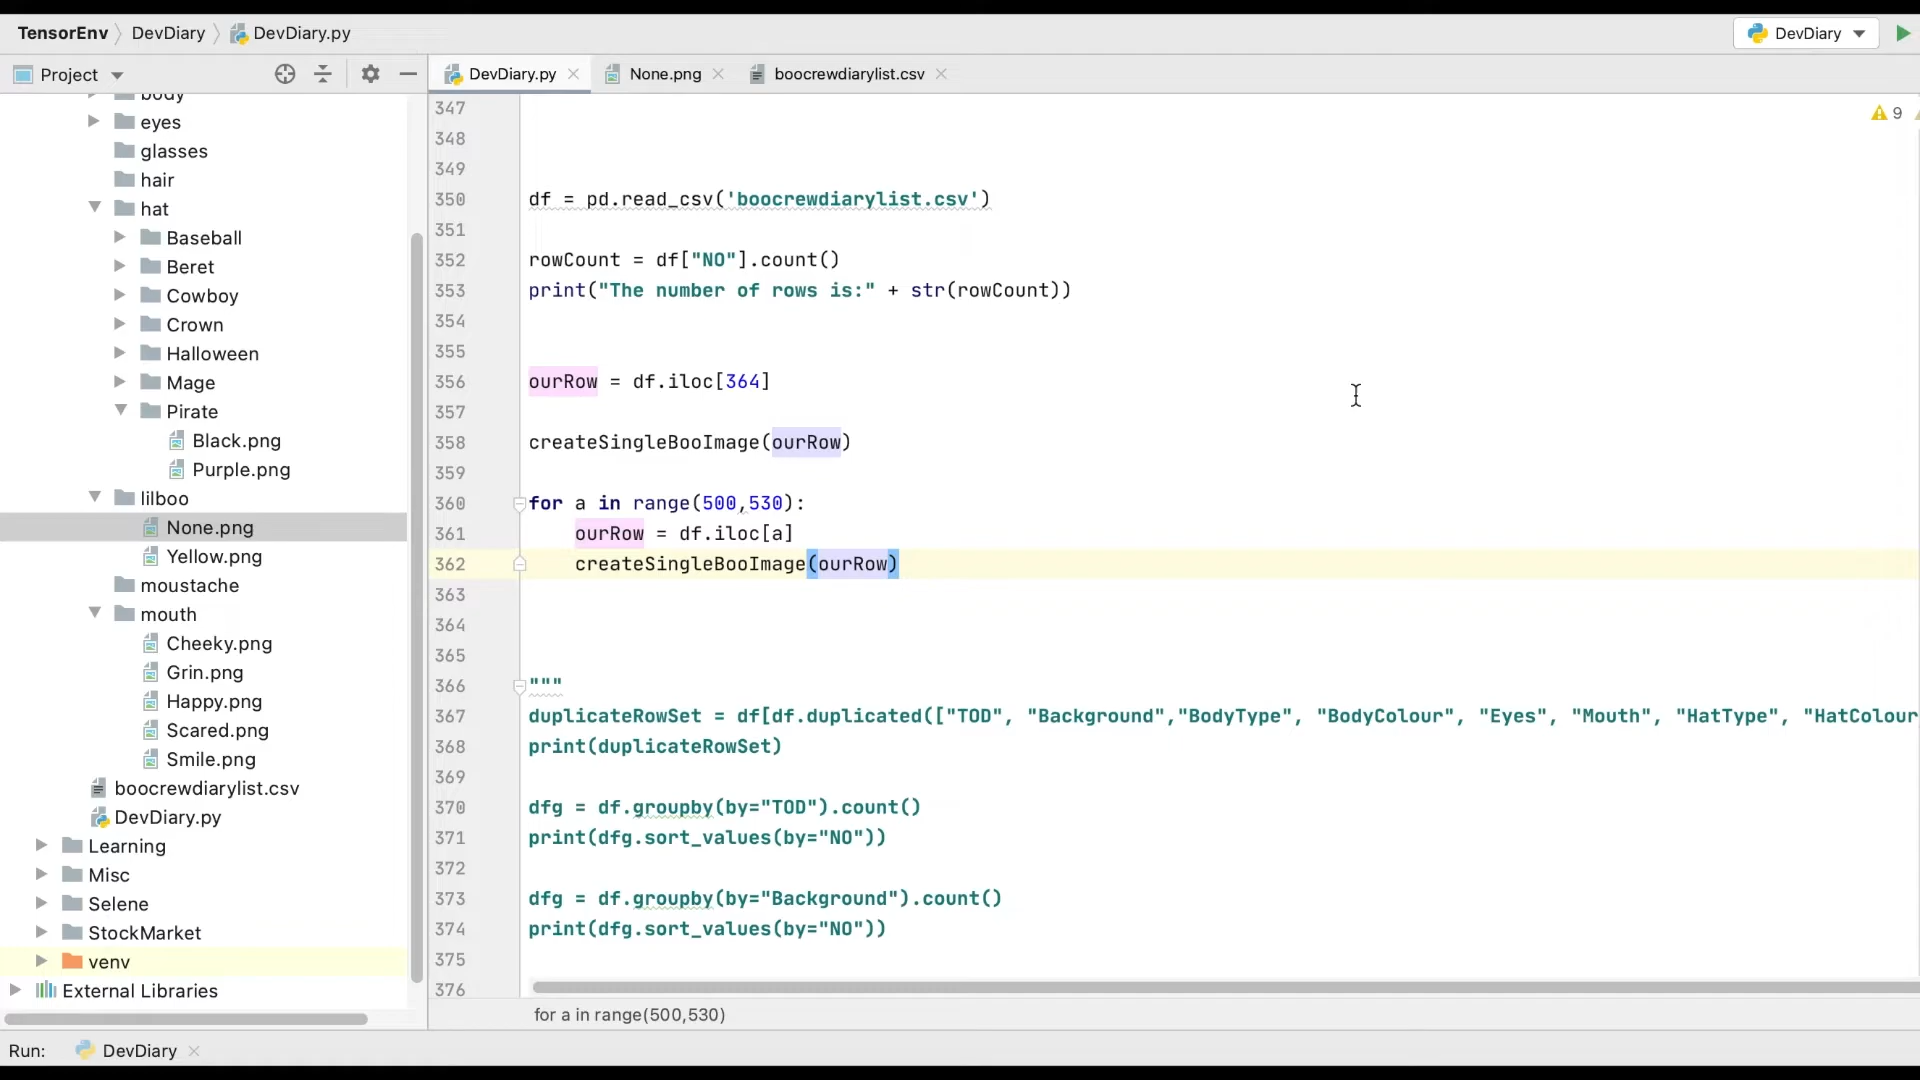 TensorEnv DevDiary DevDiary.py DevDiary
Project DevDiary.py None.png boocrewdiarylist.csv
9
body
eyes
glasses
hair
hat
Baseball
Beret
Cowboy
Crown
Halloween
Mage
Pirate
Black.png
Purple.png
lilboo
None.png
Yellow.png
moustache
mouth
Cheeky.png
Grin.png
Happy.png
Scared.png
Smile.png
boocrewdiarylist.csv
DevDiary.py
Learning
Misc
Selene
StockMarket
venv
External Libraries
347
348
349
350 df = pd.read_csv('boocrewdiarylist.csv')
351
352 rowCount = df["NO"].count()
353 print("The number of rows is:" + str(rowCount))
354
355
356 ourRow = df.iloc[364]
357
358 createSingleBooImage(ourRow)
359
360 for a in range(500,530):
361 ourRow = df.iloc[a]
362 createSingleBooImage(ourRow)
363
364
365
366 """
367 duplicateRowSet = df[df.duplicated(["TOD", "Background","BodyType", "BodyColour", "Eyes", "Mouth", "HatType", "HatColour
368 print(duplicateRowSet)
369
370 dfg = df.groupby(by="TOD").count()
371 print(dfg.sort_values(by="NO"))
372
373 dfg = df.groupby(by="Background").count()
374 print(dfg.sort_values(by="NO"))
375
376
for a in range(500,530)
Run: DevDiary